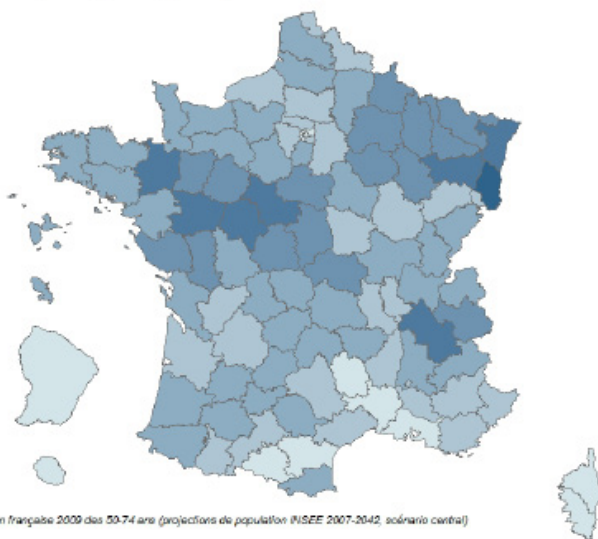 française 2009 des 50-74 ans (projections de population INSEE 2007-2042, scénario central)